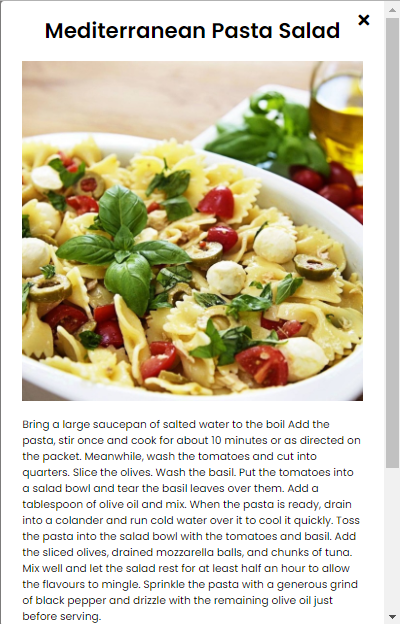 Mediterranean Pasta Salad
Bring a large saucepan of salted water to the boil Add the
pasta, stir once and cook for about 10 minutes or as directed on
the packet. Meanwhile, wash the tomatoes and cut into
quarters. Slice the olives. Wash the basil. Put the tomatoes into
a salad bowl and tear the basil leaves over them. Add a
tablespoon of olive oil and mix. When the pasta is ready, drain
into a colander and run cold water over it to cool it quickly. Toss
the pasta into the salad bowl with the tomatoes and basil. Add
the sliced olives, drained mozzarella balls, and chunks of tuna.
Mix well and let the salad rest for at least half an hour to allow
the flavours to mingle. Sprinkle the pasta with a generous grind
of black pepper and drizzle with the remaining olive oil just
before serving.